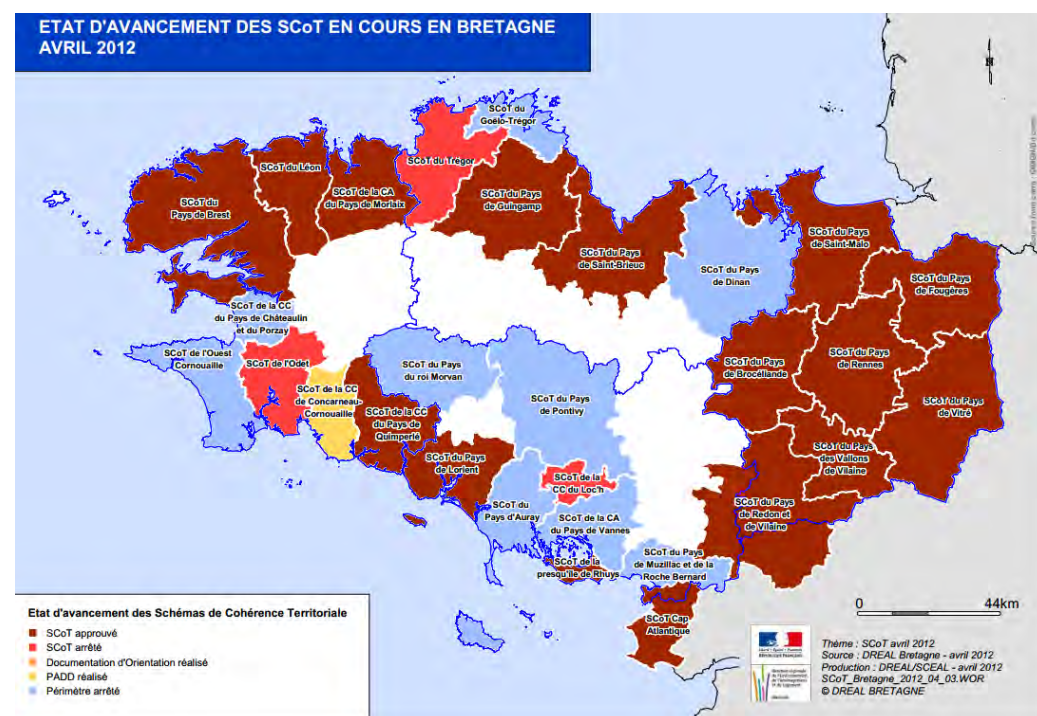 ETAT D'AVANCEMENT DES SCoT EN COURS EN BRETAGNE
AVRIL 2012
N
SCoT du
Goëlo-Trégor
SCoT du Trégor
SCoT du Léon
SCoT de la CA
du Pays de Morlaix
SCoT du
Pays de Brest
SCoT du Pays
de Guingamp
SCoT du Pays
de Saint-Brieuc
SCoT du Pays
de Dinan
SCoT du Pays
de Saint-Malo
SCoT du Pays
de Fougères
SCoT de la CC
du Pays de Châteaulin
et du Porzay
SCoT de l'Ouest
Cornouaille
SCoT de l'Odet
SCoT de la CC
de Concarneau-
Cornouaille
SCoT du Pays
du roi Morvan
SCoT de la CC
du Pays de
Quimperlé
SCoT du Pays
de Lorient
SCoT du Pays
de Pontivy
SCoT du Pays
de Brocéliande
SCoT du Pays
de Rennes
SCoT du Pays
de Vitré
SCoT du Pays
des Vallons
de Vilaine
SCoT de la
CC du Loc'h
SCoT du
Pays d'Auray
SCoT de la CA
du Pays de Vannes
SCoT du Pays
de Redon et
de Vilaine
SCoT de la
presqu'île de Rhuys
SCoT du Pays
de Muzillac et de la
Roche Bernard
SCoT Cap
Atlantique
Etat d'avancement des Schémas de Cohérence Territoriale
SCoT approuvé
SCoT arrêté
Documentation d'Orientation réalisé
PADD réalisé
Périmètre arrêté
0 44km
Thème : SCoT avril 2012
Source : DREAL Bretagne - avril 2012
Production : DREAL/SCEAL - avril 2012
SCoT_Bretagne_2012_04_03.WOR
© DREAL BRETAGNE